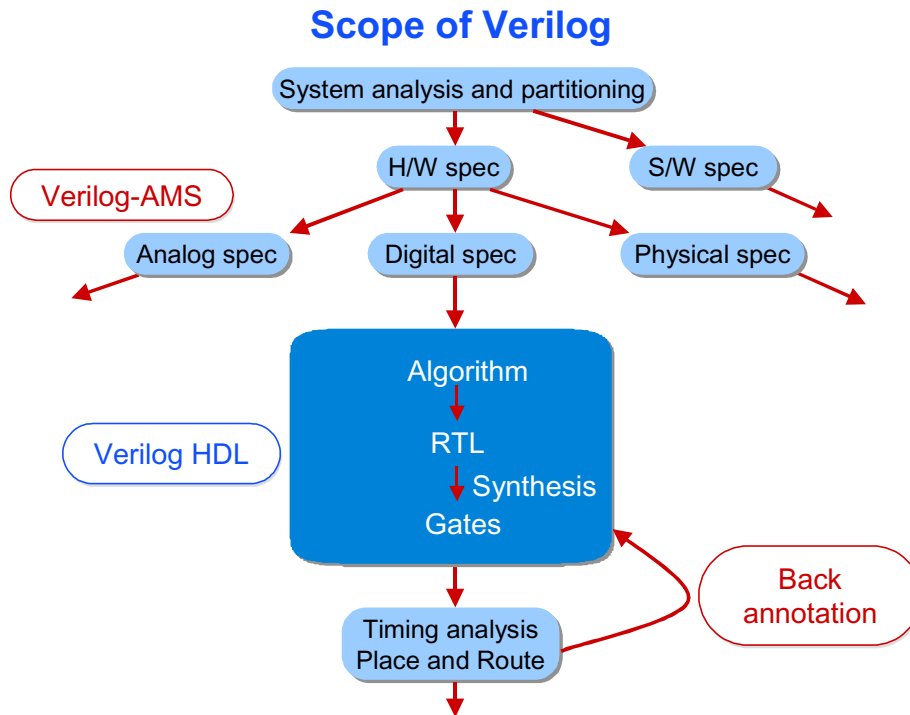 Scope of Verilog
System analysis and partitioning
H/W spec
S/W spec
Verilog-AMS
Analog spec
Digital spec
Physical spec
Algorithm
RTL
Verilog HDL
Synthesis
Gates
Back
annotation
Timing analysis
Place and Route